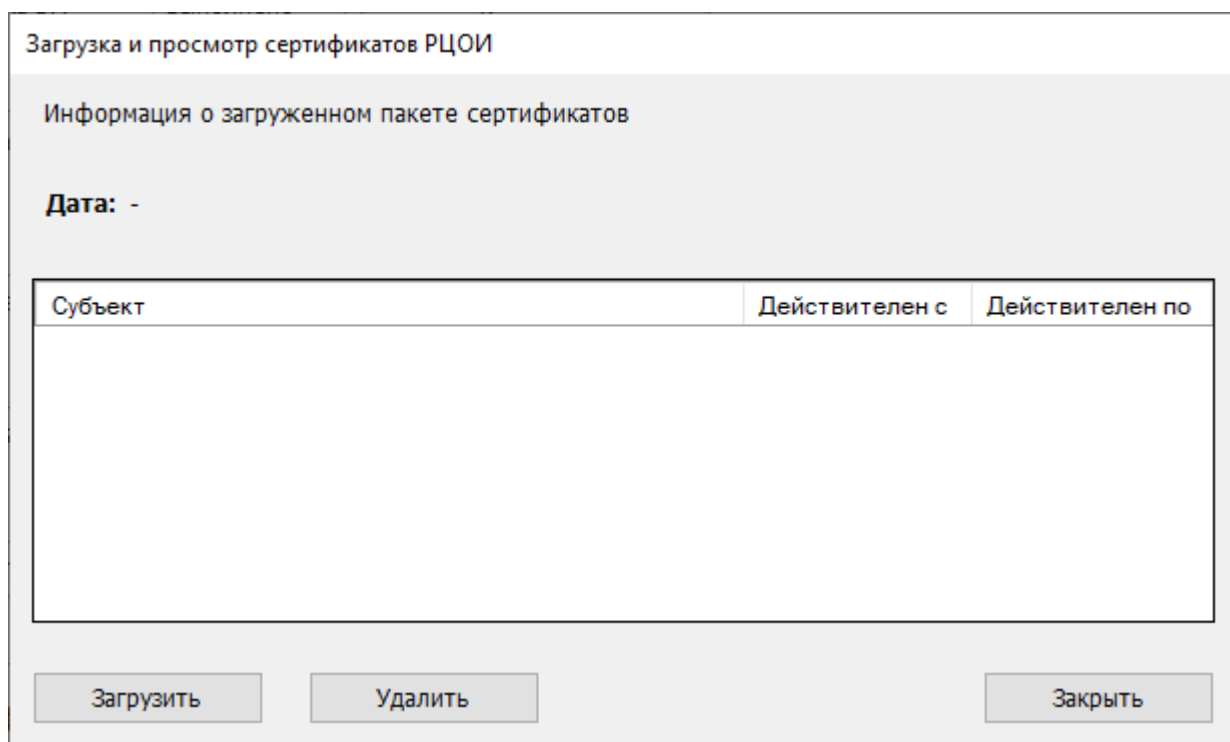 Загрузка и просмотр сертификатов РЦОИ
Информация о загруженном пакете сертификатов
Дата: -
Субъект Действителен с Действителен по
Загрузить Удалить Закрыть